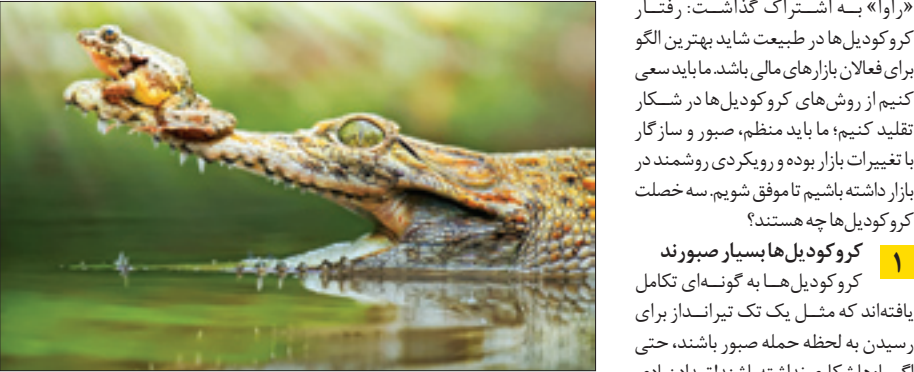 «راوا» به اشتراک گذاشت: رفتار
کروکودیل‌ها در طبیعت شاید بهترین الگو
برای فعالان بازارهای مالی باشد. ما باید سعی
کنیم از روش‌های کروکودیل‌ها در شکار
تقلید کنیم؛ ما باید منظم، صبور و سازگار
با تغییرات بازار بوده و رویکردی روشمند در
بازار داشته باشیم تا موفق شویم. سه خصلت
کروکودیل‌ها چه هستند؟
۱ کروکودیل‌ها بسیار صبورند
کروکودیل‌ها به گونه‌ای تکامل
یافته‌اند که مثل یک تک تیرانداز برای
رسیدن به لحظه حمله صبور باشند، حتی